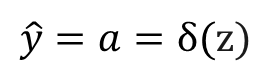 ŷ = a = δ(z)